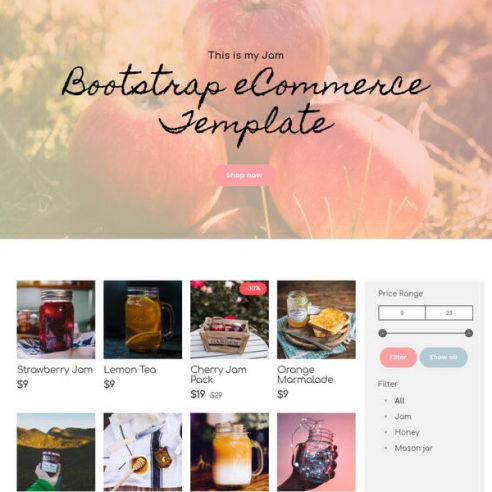 This is my Jam
Bootstrap eCommerce
Template
Shop now
-30%
Strawberry Jam
$9
Lemon Tea
$9
Cherry Jam
Pack
$19 $29
Orange
Marmalade
$9
Price Range
0 23
Filter Show all
Filter
All
Jam
Honey
Mason jar